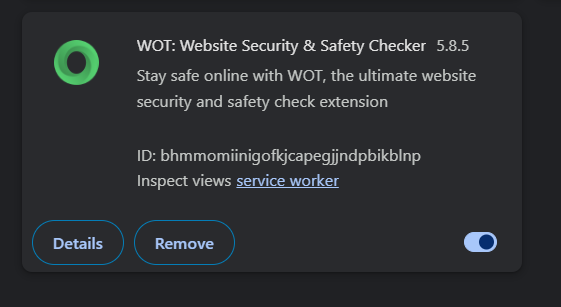 WOT: Website Security & Safety Checker 5.8.5
Stay safe online with WOT, the ultimate website
security and safety check extension
ID: bhmmomiinigofkjcapegjjndpbikblnp
Inspect views service worker
Details Remove